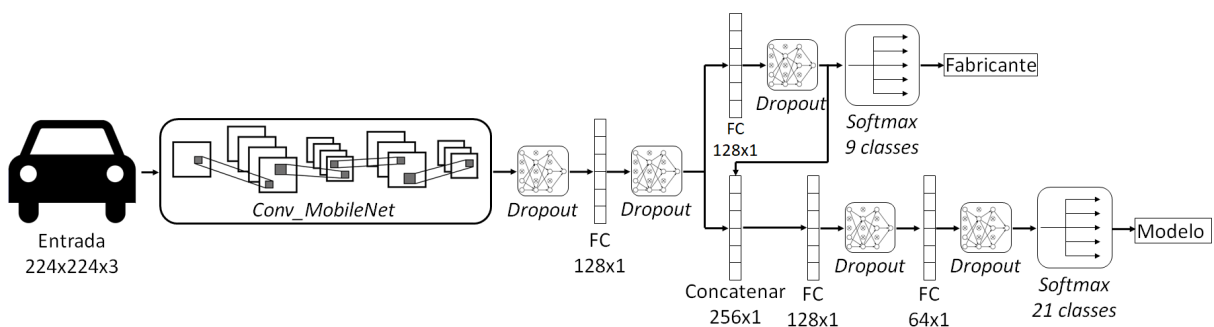 Entrada
224x224x3
Conv_MobileNet
Dropout
FC
128x1
Dropout
FC
128x1
Dropout
Softmax
9 classes
Fabricante
Concatenar
256x1
FC
128x1
Dropout
FC
64x1
Dropout
Softmax
21 classes
Modelo